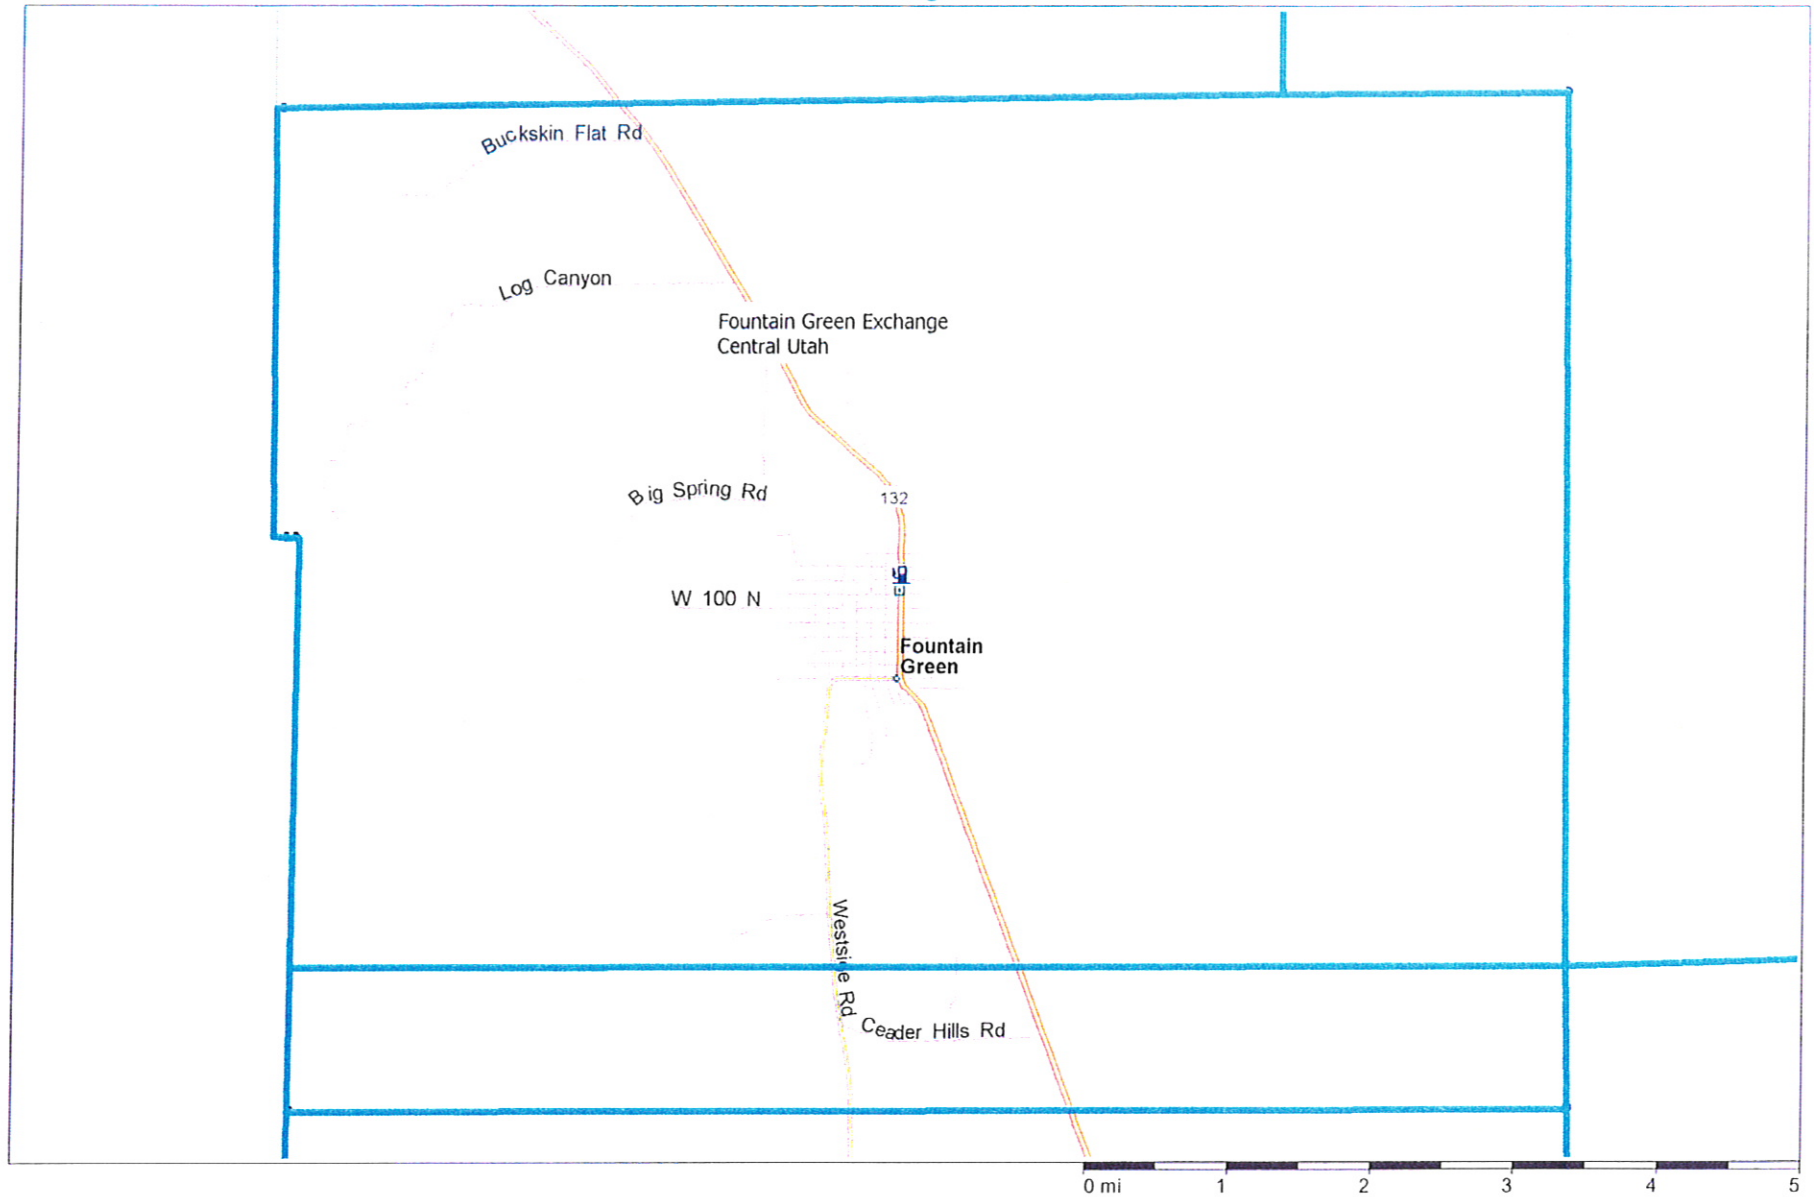 Buckskin Flat Rd
Log Canyon
Fountain Green Exchange
Central Utah
Big Spring Rd
132
W 100 N
Fountain
Green
Westside Rd
Ceader Hills Rd
0 mi 1 2 3 4 5